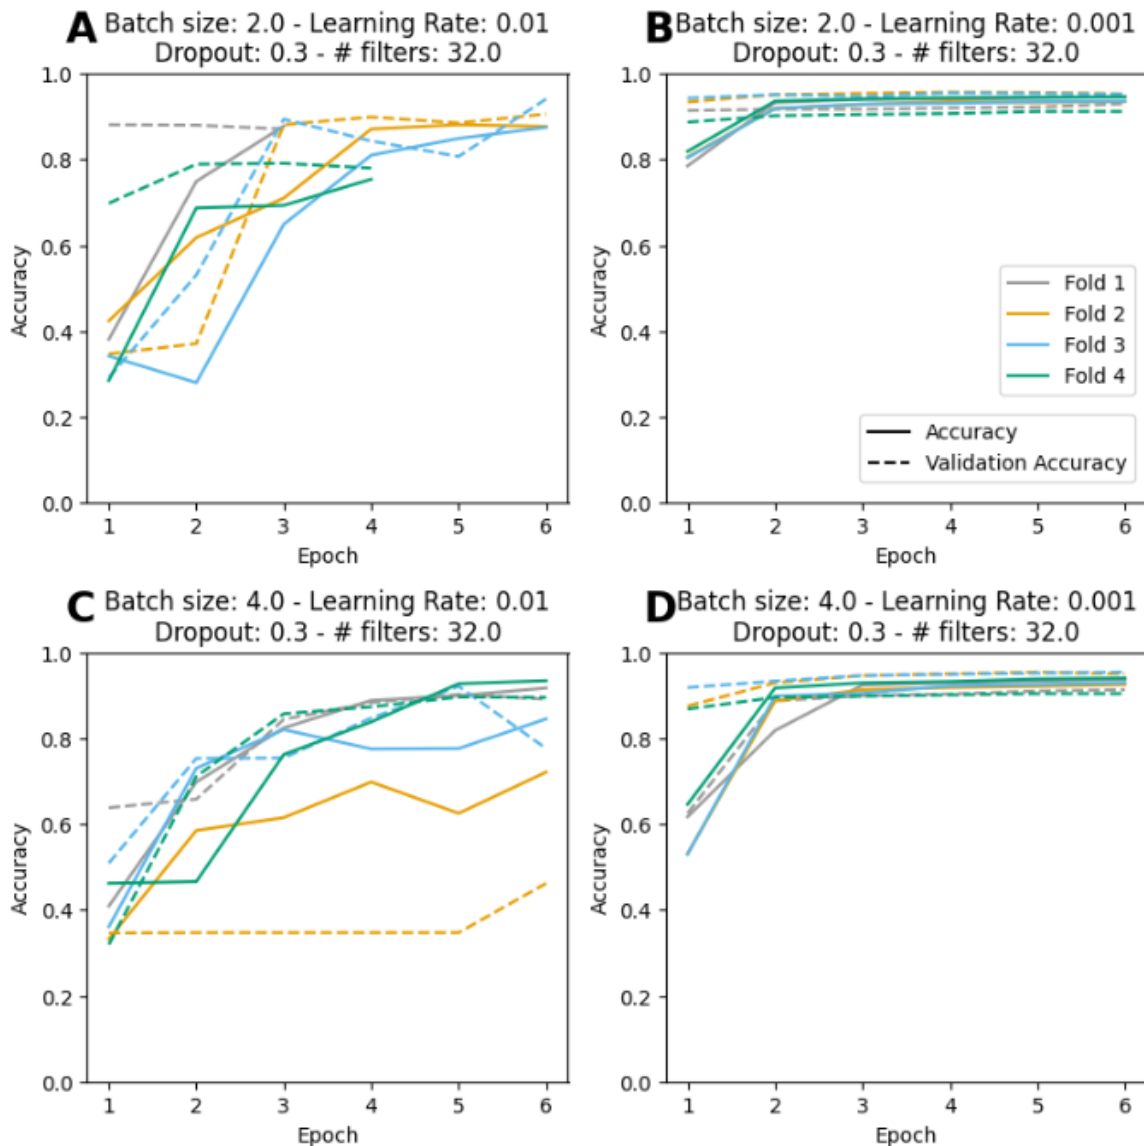 A Batch size: 2.0 - Learning Rate: 0.01
Dropout: 0.3 - # filters: 32.0
1.0
0.8
0.6
0.4
0.2
0.0
Accuracy
1 2 3 4 5 6
Epoch
B Batch size: 2.0 - Learning Rate: 0.001
Dropout: 0.3 - # filters: 32.0
1.0
0.8
0.6
0.4
0.2
0.0
Accuracy
Fold 1
Fold 2
Fold 3
Fold 4
Accuracy
Validation Accuracy
1 2 3 4 5 6
Epoch
C Batch size: 4.0 - Learning Rate: 0.01
Dropout: 0.3 - # filters: 32.0
1.0
0.8
0.6
0.4
0.2
0.0
Accuracy
1 2 3 4 5 6
Epoch
D Batch size: 4.0 - Learning Rate: 0.001
Dropout: 0.3 - # filters: 32.0
1.0
0.8
0.6
0.4
0.2
0.0
Accuracy
1 2 3 4 5 6
Epoch